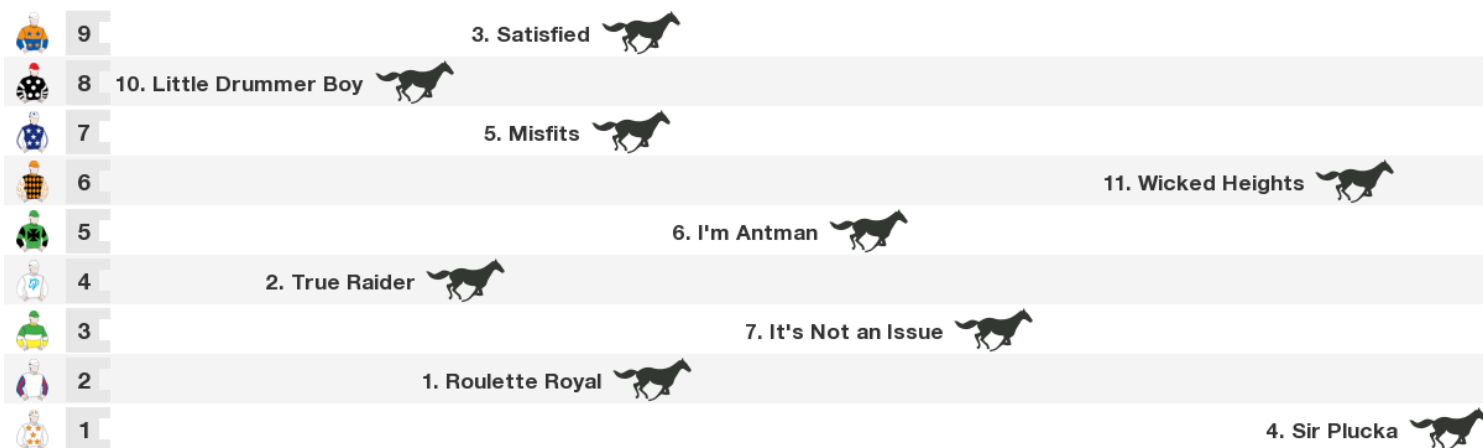 9 3. Satisfied
8 10. Little Drummer Boy
7 5. Misfits
6 11. Wicked Heights
5 6. I'm Antman
4 2. True Raider
3 7. It's Not an Issue
2 1. Roulette Royal
1 4. Sir Plucka